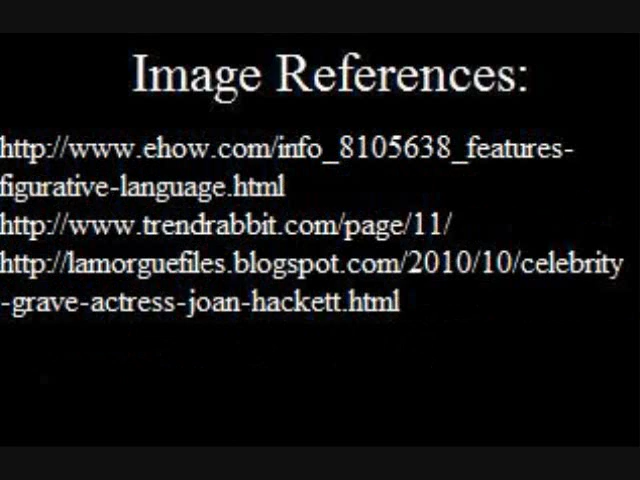 Image References:
http://www.ehow.com/info_8105638_features-
figurative-language.html
http://www.trendrabbit.com/page/11/
http://lamorguefiles.blogspot.com/2010/10/celebrity
-grave-actress-joan-hackett.html